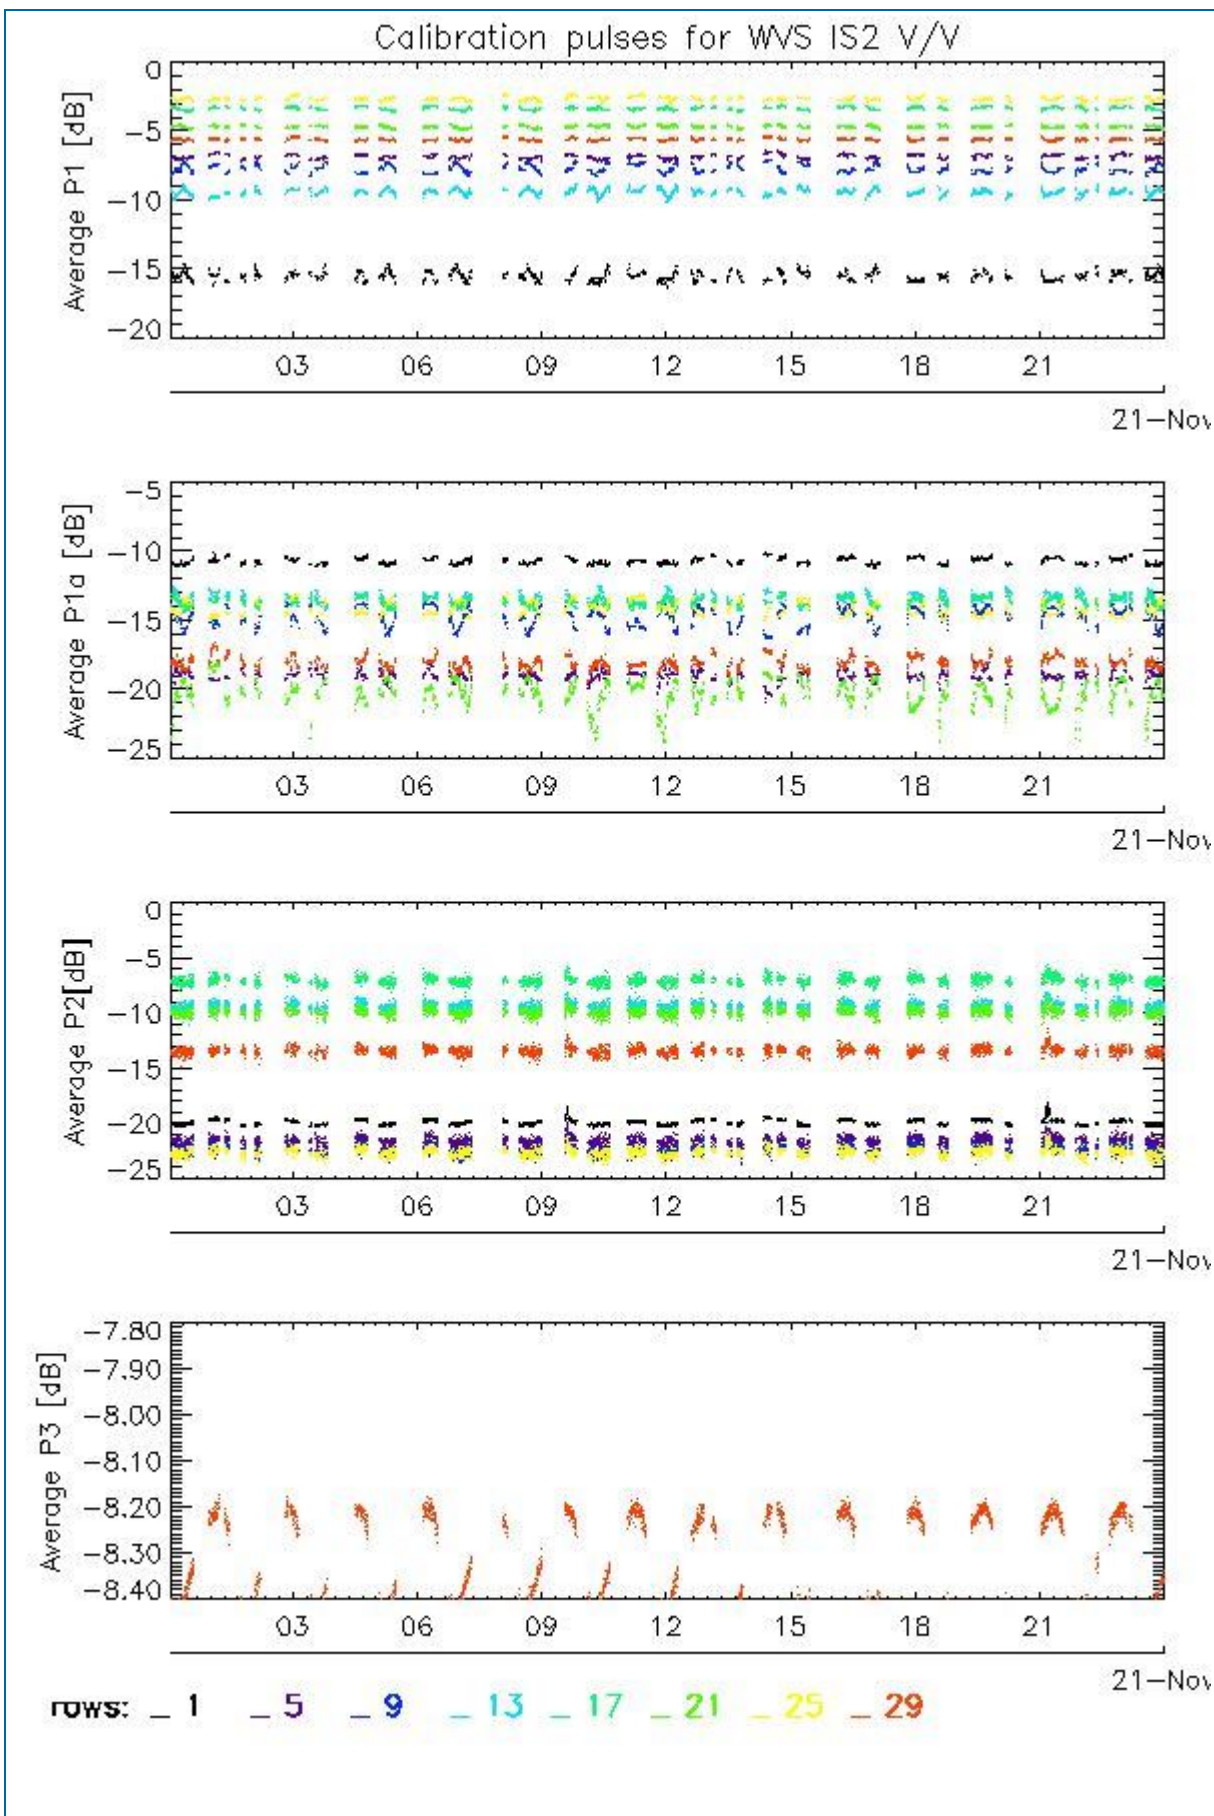 Calibration pulses for WVS IS2 V/V
Average P1 [dB]
0
-5
-10
-15
-20
03 06 09 12 15 18 21
21-Nov
Average P1a [dB]
-5
-10
-15
-20
-25
03 06 09 12 15 18 21
21-Nov
Average P2[dB]
0
-5
-10
-15
-20
-25
03 06 09 12 15 18 21
21-Nov
Average P3 [dB]
-7.80
-7.90
-8.00
-8.10
-8.20
-8.30
-8.40
03 06 09 12 15 18 21
21-Nov
rows: _ 1 _ 5 _ 9 _ 13 _ 17 _ 21 _ 25 _ 29